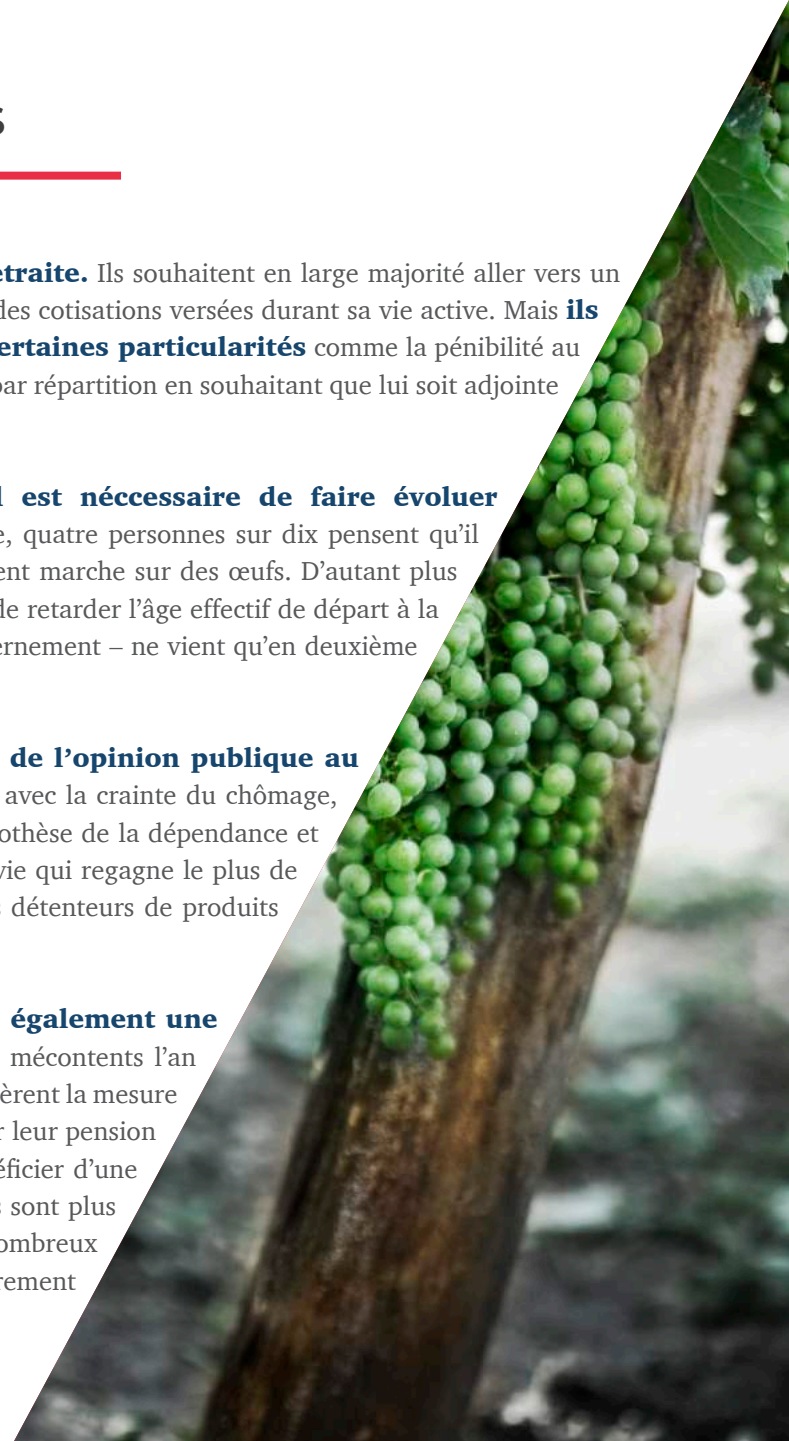 s
etraite. Ils souhaitent en large majorité aller vers un
des cotisations versées durant sa vie active. Mais ils
ertaines particularités comme la pénibilité au
par répartition en souhaitant que lui soit adjointe
l est néccessaire de faire évoluer
e, quatre personnes sur dix pensent qu’il
ent marche sur des œufs. D’autant plus
de retarder l’âge effectif de départ à la
ernement – ne vient qu’en deuxième
de l’opinion publique au
avec la crainte du chômage,
othèse de la dépendance et
vie qui regagne le plus de
s détenteurs de produits
également une
mécontents l’an
èrent la mesure
r leur pension
éficier d’une
s sont plus
ombreux
rement